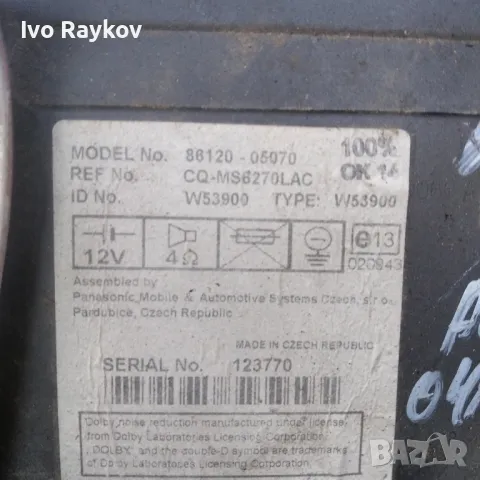 Ivo Raykov
MODEL No. 86120 - 05070
REF No. CQ-MS6270LAC
ID No. W53900 TYPE: W53900
100%
OK 14
12V
4Ω
e13
020843
Assembled by
Panasonic Mobile & Automotive Systems Czech, s.r.o.
Pardubice, Czech Republic
MADE IN CZECH REPUBLIC
SERIAL No. 123770
Dolby noise reduction manufactured under license
from Dolby Laboratories Licensing Corporation.
"DOLBY" and the double-D symbol are trademarks
of Dolby Laboratories Licensing Corporation.
BAZAR